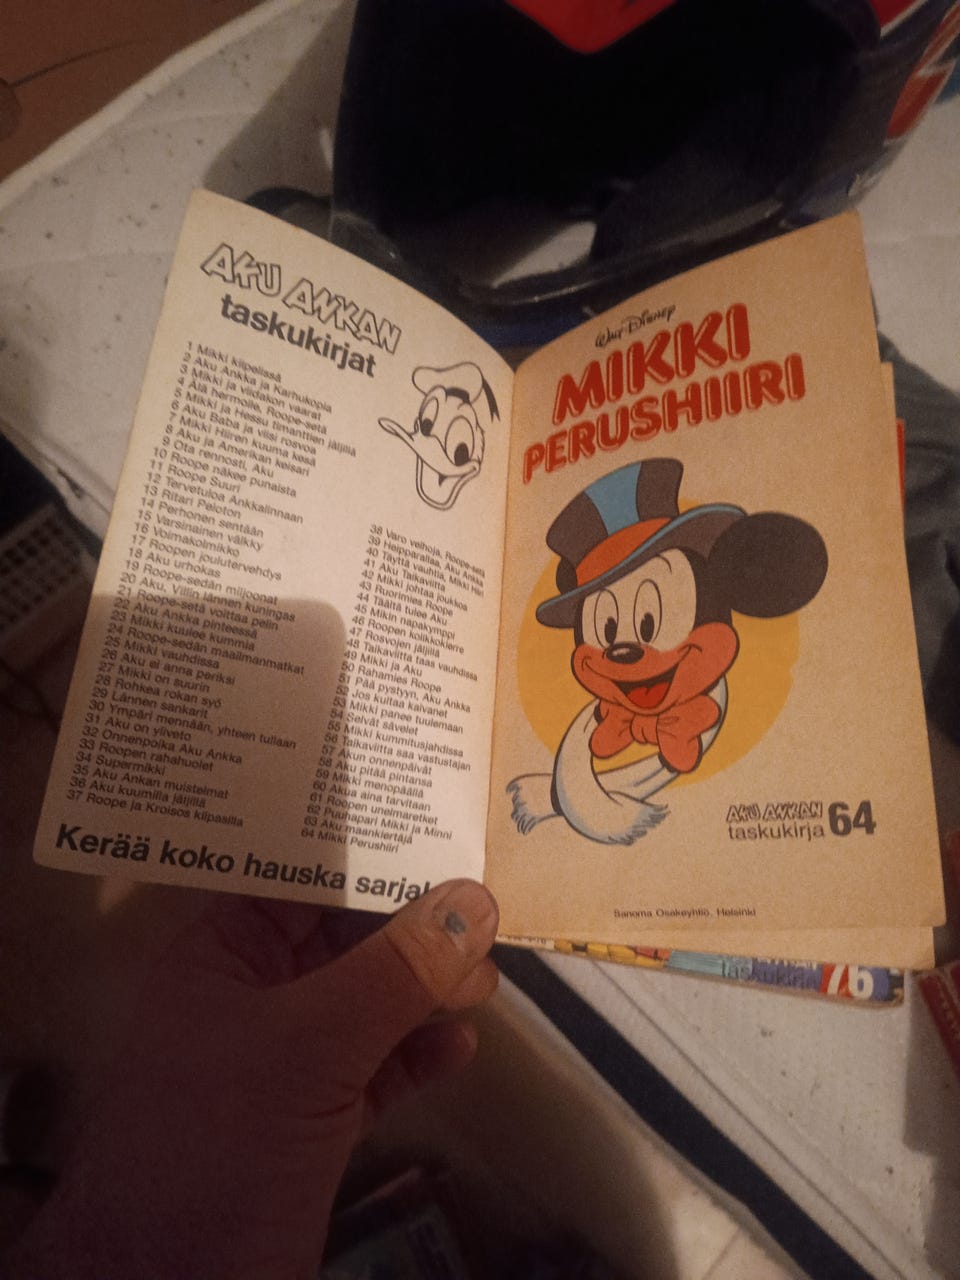 AKU ANKAN
taskukirjat
1 Mikki kiipelissä
2 Aku Ankka ja Karhukopla
3 Mikki ja viidakon vaarat
4 Älä hermoile, Roope-setä
5 Mikki ja Hessu timanttien jäljillä
6 Aku Baba ja viisi rosvoa
7 Mikki Hiiren kuuma kesä
8 Aku ja Amerikan keisari
9 Ota rennosti, Aku
10 Roope näkee punaista
11 Roope Suuri
12 Tervetuloa Ankkalinnaan
13 Ritari Peloton
14 Perhonen sentään
15 Varsinainen välkky
16 Voimakolmikko
17 Roopen joulutervehdys
18 Aku urhokas
19 Roope-sedän miljoonat
20 Aku, Villin lännen kuningas
21 Roope-setä voittaa pelin
22 Aku Ankka pinteessä
23 Mikki kuulee kummia
24 Roope-sedän maailmanmatkat
25 Mikki vauhdissa
26 Aku ei anna periksi
27 Mikki on suurin
28 Rohkea rokan syö
29 Lännen sankarit
30 Ympäri mennään, yhteen tullaan
31 Aku on yliveto
32 Onnenpoika Aku Ankka
33 Roopen rahahuolet
34 Supermikki
35 Aku Ankan muistelmat
36 Aku kuumilla jäljillä
37 Roope ja Kroisos kilpasilla
38 Varo velhoja, Roope-setä
39 Heipparallaa, Aku Ankka
40 Täyttä vauhtia, Mikki Hiiri
41 Aku Taikaviitta
42 Mikki johtaa joukkoa
43 Ruorimies Roope
44 Täältä tulee Aku
45 Mikin napakymppi
46 Roopen kolikkokierre
47 Rosvojen jäljillä
48 Taikaviitta taas vauhdissa
49 Mikki ja Aku
50 Rahamies Roope
51 Pää pystyyn, Aku Ankka
52 Jos kultaa kaivanet
53 Mikki panee tuulemaan
54 Selvät sävelet
55 Mikki kummitusjahdissa
56 Taikaviitta saa vastustajan
57 Akun onnenpäivät
58 Aku pitää pintansa
59 Mikki menopäällä
60 Akua aina tarvitaan
61 Roopen uneimaretket
62 Puuhapari Mikki ja Minni
63 Aku maankiertäjä
64 Mikki Perushiiri
Kerää koko hauska sarja!
Walt Disney
MIKKI
PERUSHIIRI
AKU ANKAN
taskukirja 64
Sanoma Osakeyhtiö, Helsinki
taskukirja 76